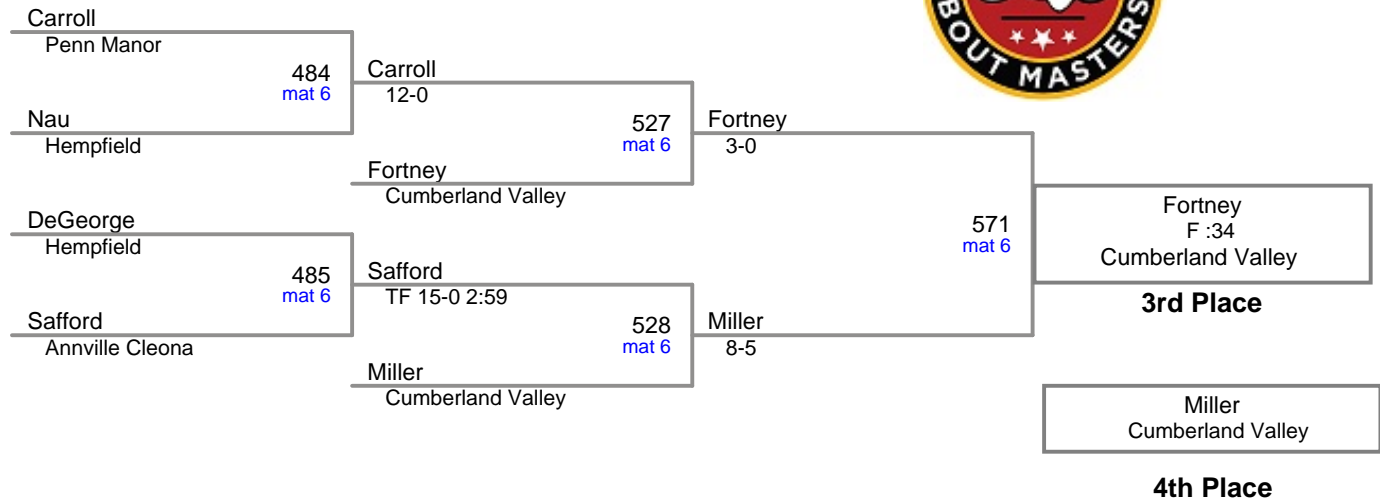 Carroll
Penn Manor
484
mat 6
Nau
Hempfield
Carroll
12-0
527
mat 6
Fortney
Cumberland Valley
Fortney
3-0
DeGeorge
Hempfield
485
mat 6
Safford
Annville Cleona
Safford
TF 15-0 2:59
528
mat 6
Miller
Cumberland Valley
Miller
8-5
571
mat 6
Fortney
F :34
Cumberland Valley
3rd Place
Miller
Cumberland Valley
4th Place
BOUT MASTERS